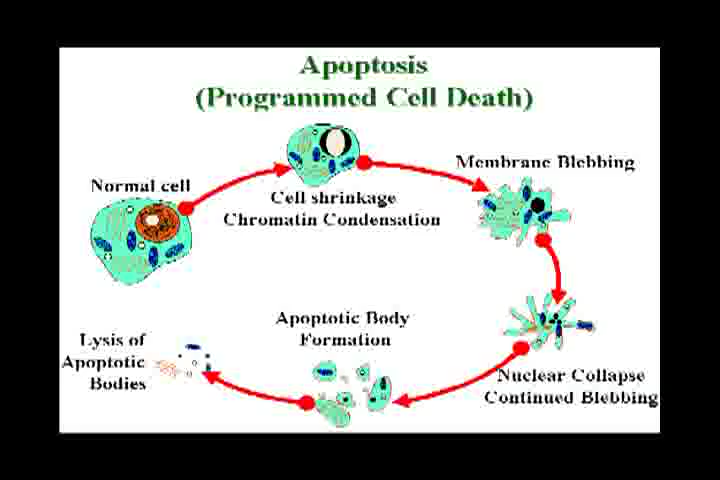 Apoptosis
(Programmed Cell Death)
Normal cell
Cell shrinkage
Chromatin Condensation
Membrane Blebbing
Nuclear Collapse
Continued Blebbing
Apoptotic Body
Formation
Lysis of
Apoptotic
Bodies